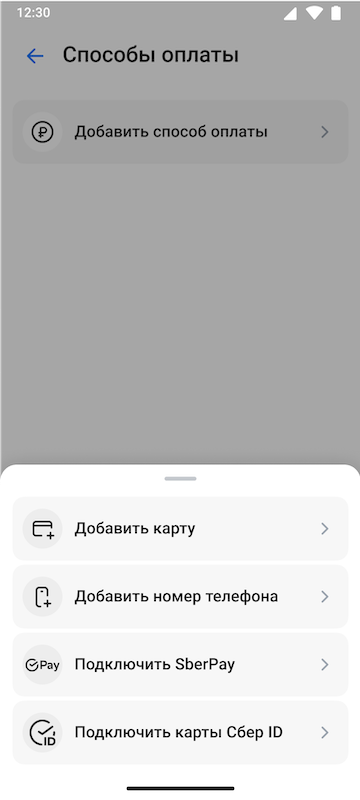 12:30
Способы оплаты
Добавить способ оплаты
Добавить карту
Добавить номер телефона
Pay
Подключить SberPay
ID
Подключить карты Сбер ID